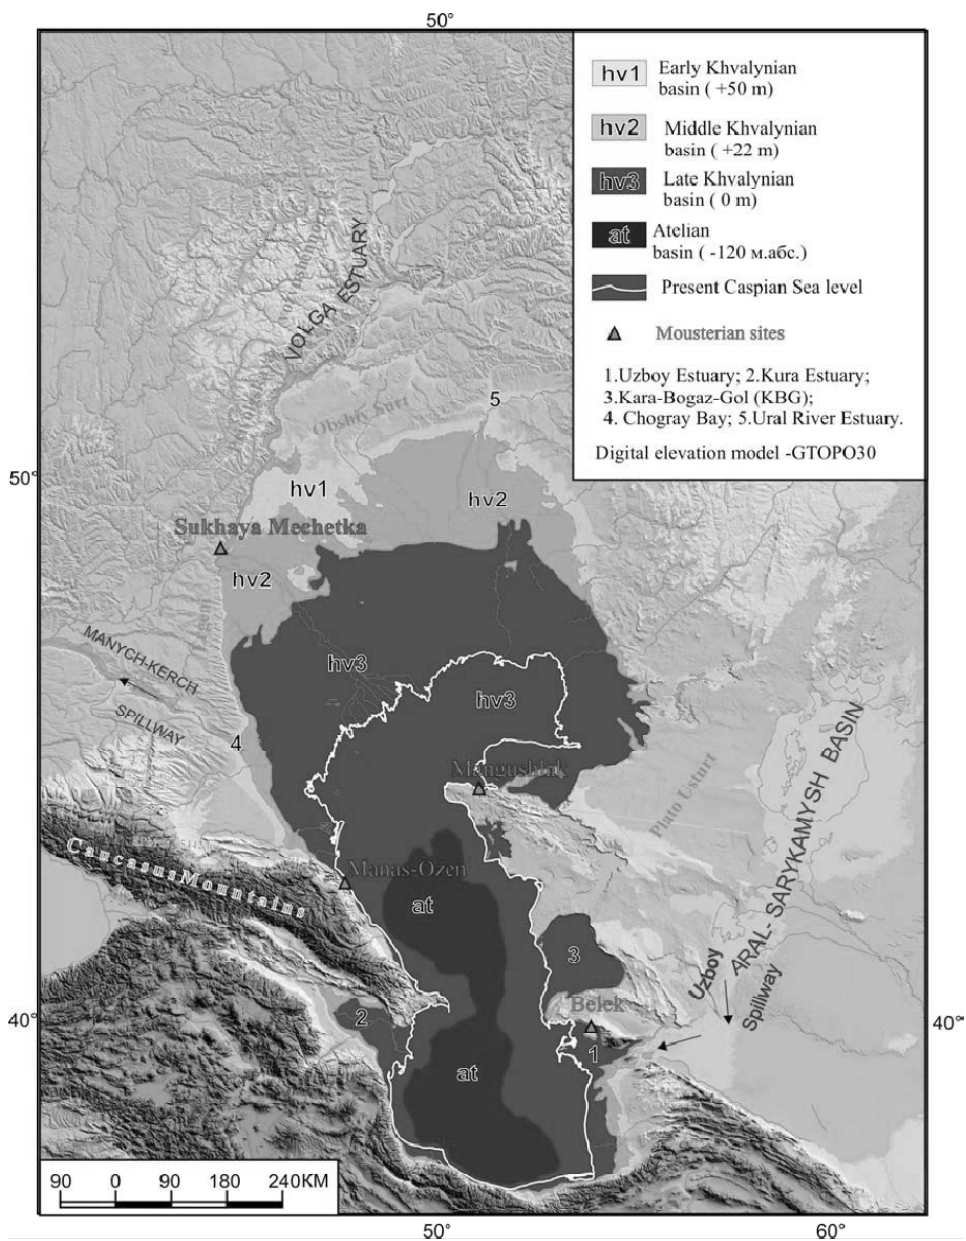 50°
hv1 Early Khvalynian
basin ( +50 m)
hv2 Middle Khvalynian
basin ( +22 m)
hv3 Late Khvalynian
basin ( 0 m)
at Atelian
basin ( -120 м.абс.)
Present Caspian Sea level
Mousterian sites
1.Uzboy Estuary; 2.Kura Estuary;
3.Kara-Bogaz-Gol (KBG);
4. Chogray Bay; 5.Ural River Estuary.
Digital elevation model -GTOPO30
VOLGA ESTUARY
5
Obshiy Surt
50°
hv1
hv2
Sukhaya Mechetka
hv2
MANYCH-KERCH
SPILLWAY
hv3
hv3
4
Mangushlak
Plato Usturt
ARAL- SARYKAMYSH BASIN
Caucasus Mountains
Manas-Ozen
at
3
Uzboy
Spillway
Belek
2
40°
40°
1
at
90 0 90 180 240KM
50°
60°